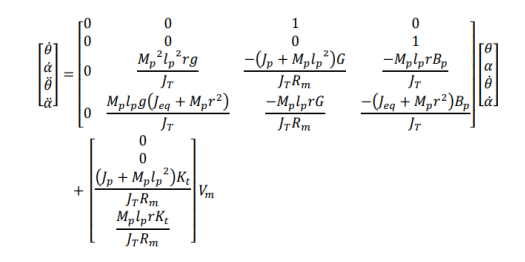 [θ̇ α̇ θ̈ α̈] = [0 0 1 0
0 0 0 1
0 M_p²l_p²rg/J_T −(J_p + M_pl_p²)G/(J_TR_m) −M_pl_prB_p/J_T
0 M_pl_pg(J_eq + M_pr²)/J_T −M_pl_prG/(J_TR_m) −(J_eq + M_pr²)B_p/J_T] [θ α θ̇ α̇]
+ [0
0
(J_p + M_pl_p²)K_t/(J_TR_m)
M_pl_prK_t/(J_TR_m)] V_m